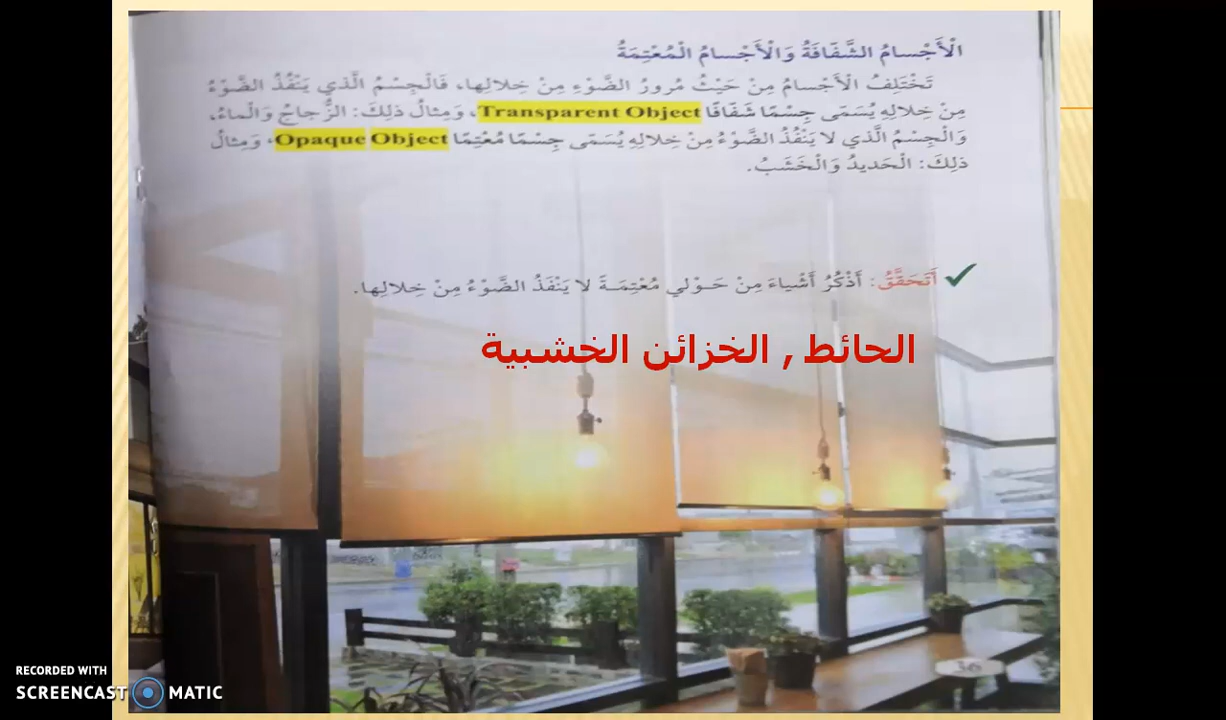 الْأَجْسامُ الشَّفّافَةُ وَالْأَجْسامُ الْمُعْتِمَةُ
تَخْتَلِفُ الْأَجْسامُ مِنْ حَيْثُ مُرورُ الضَّوْءِ مِنْ خِلالِها، فَالْجِسْمُ الَّذي يَنْفُذُ الضَّوْءُ
مِنْ خِلالِهِ يُسَمّى جِسْمًا شَفّافًا Transparent Object، وَمِثالُ ذلِكَ: الزُّجاجُ وَالْماءُ،
وَالْجِسْمُ الَّذي لا يَنْفُذُ الضَّوْءُ مِنْ خِلالِهِ يُسَمّى جِسْمًا مُعْتِمًا Opaque Object، وَمِثالُ
ذلِكَ: الْحَديدُ وَالْخَشَبُ.
أَتَحَقَّقُ: أَذْكُرُ أَشْياءَ مِنْ حَوْلي مُعْتِمَةً لا يَنْفَذُ الضَّوْءُ مِنْ خِلالِها.
الحائط , الخزائن الخشبية
RECORDED WITH
SCREENCAST MATIC